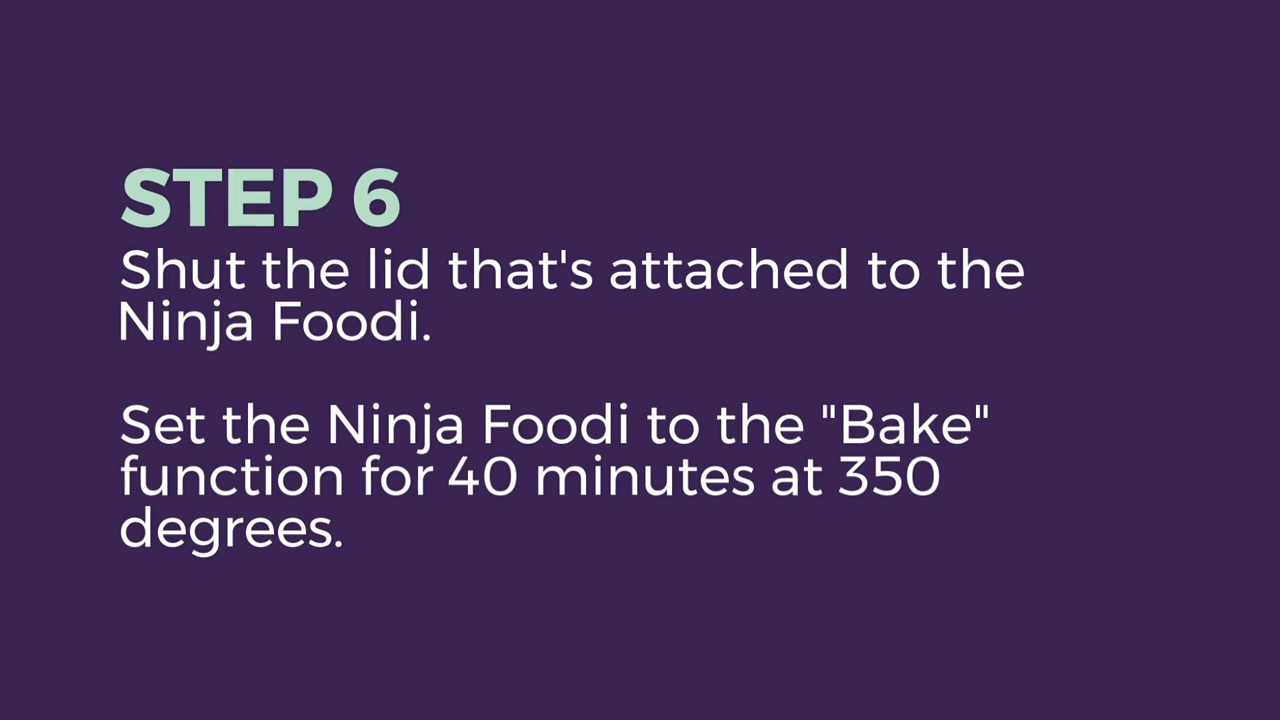 STEP 6
Shut the lid that's attached to the
Ninja Foodi.
Set the Ninja Foodi to the "Bake"
function for 40 minutes at 350
degrees.